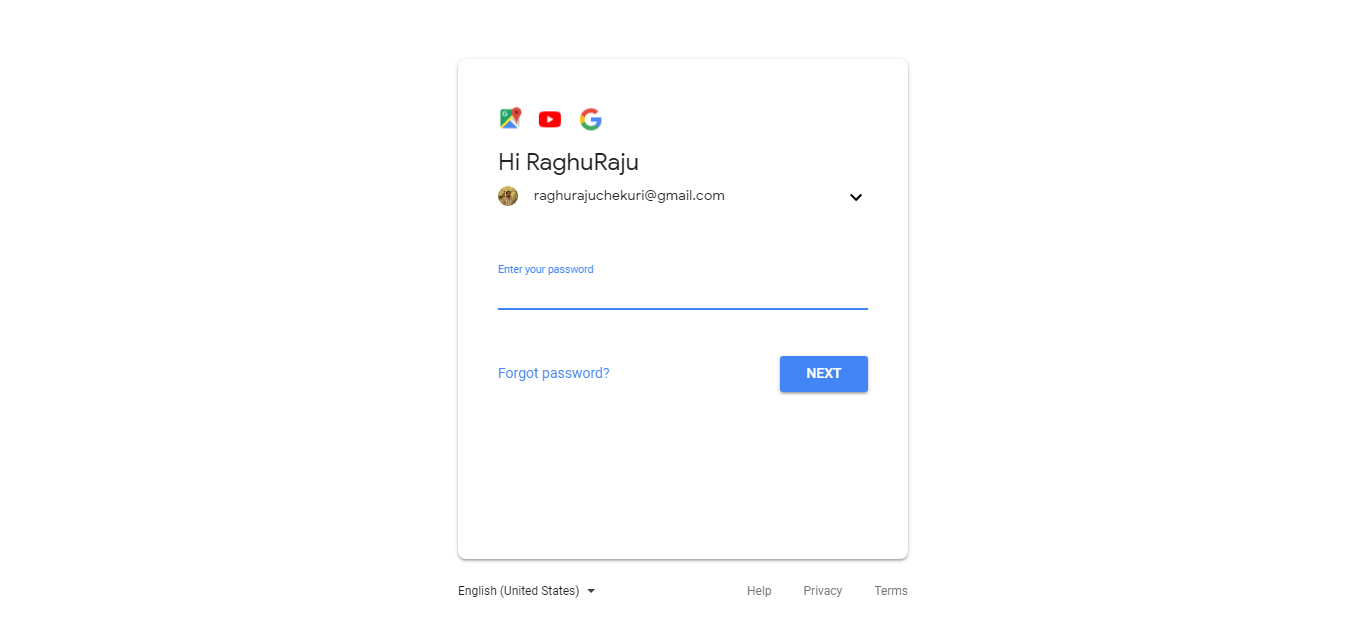 Hi RaghuRaju
raghurajuchekuri@gmail.com
Enter your password
Forgot password?
NEXT
English (United States)
Help
Privacy
Terms